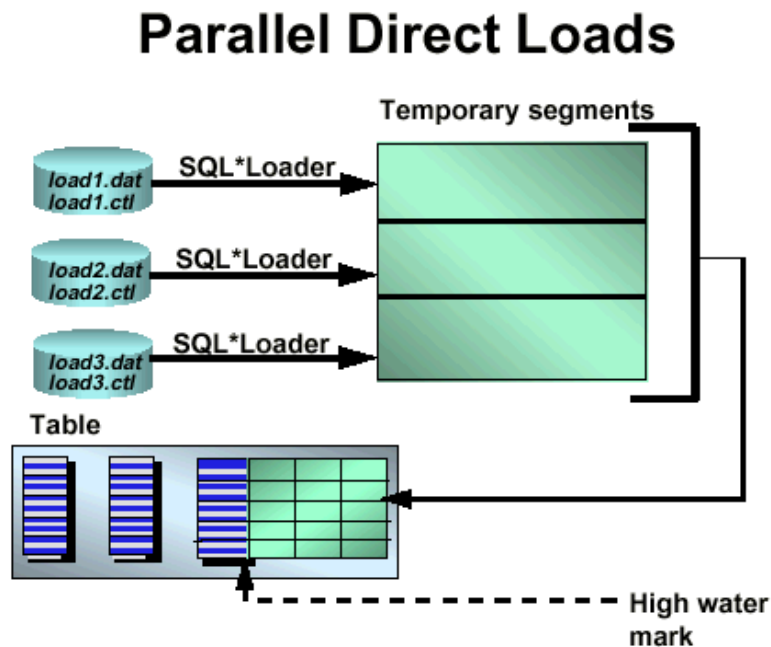 Parallel Direct Loads
Temporary segments
load1.dat
load1.ctl
SQL*Loader
load2.dat
load2.ctl
SQL*Loader
load3.dat
load3.ctl
SQL*Loader
Table
High water
mark